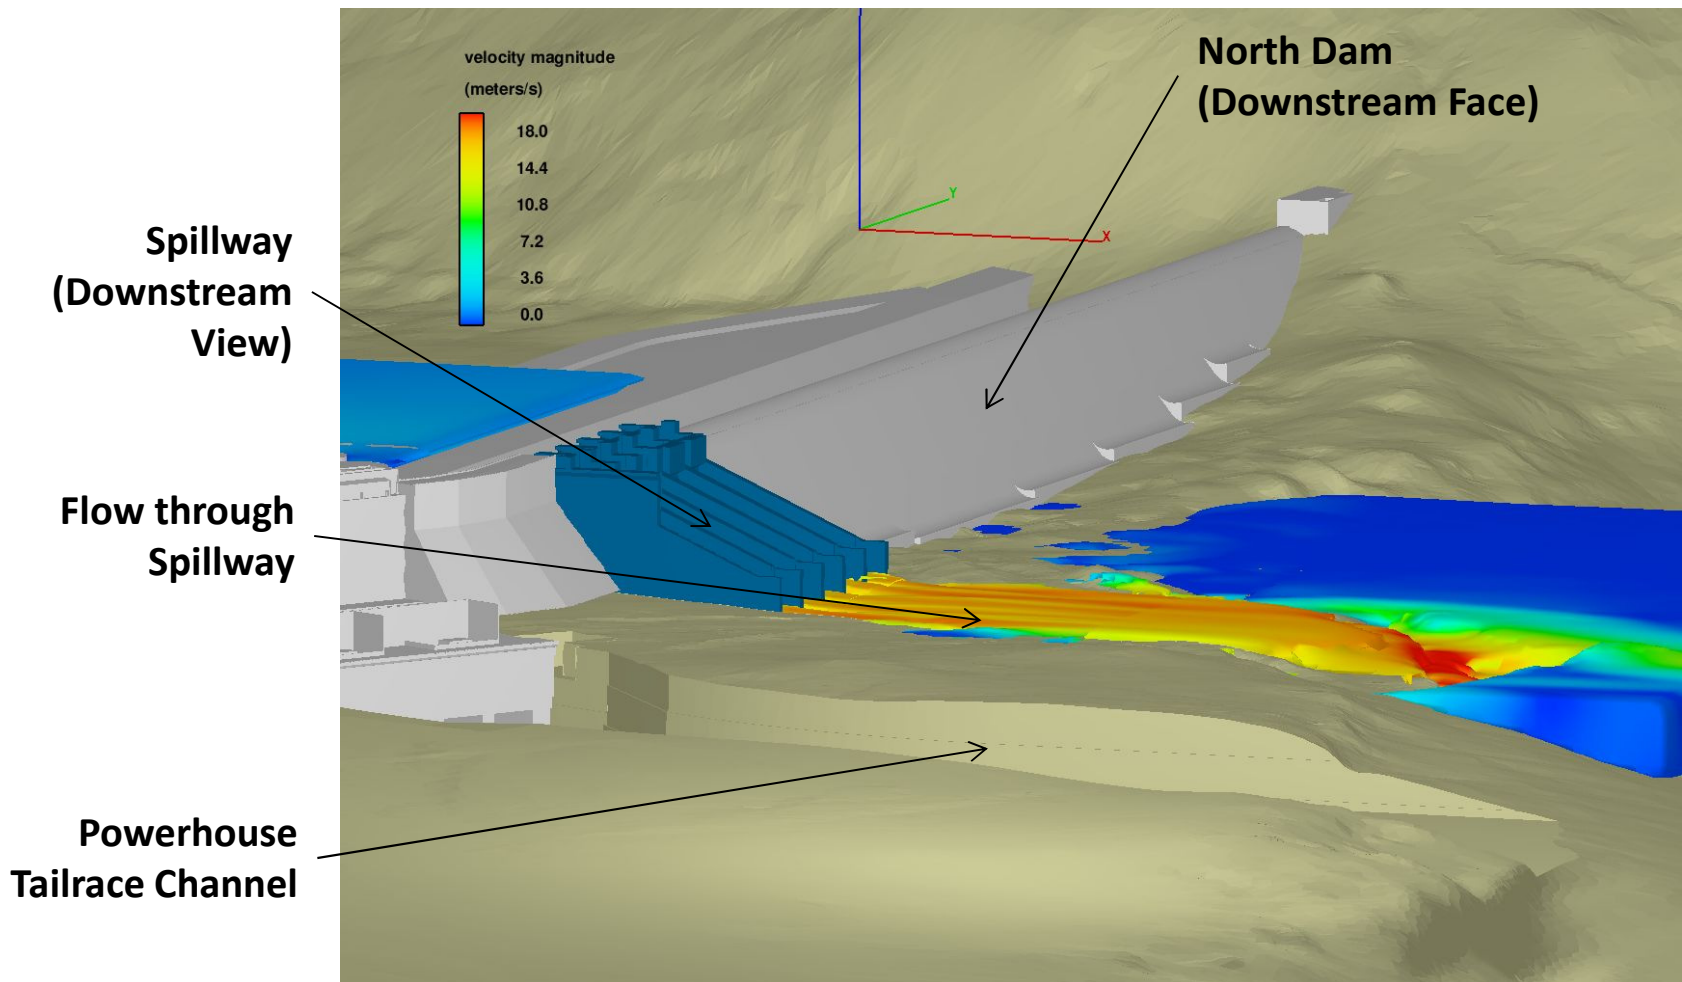 velocity magnitude
(meters/s)
18.0
14.4
10.8
7.2
3.6
0.0
North Dam
(Downstream Face)
Y
X
Spillway
(Downstream
View)
Flow through
Spillway
Powerhouse
Tailrace Channel